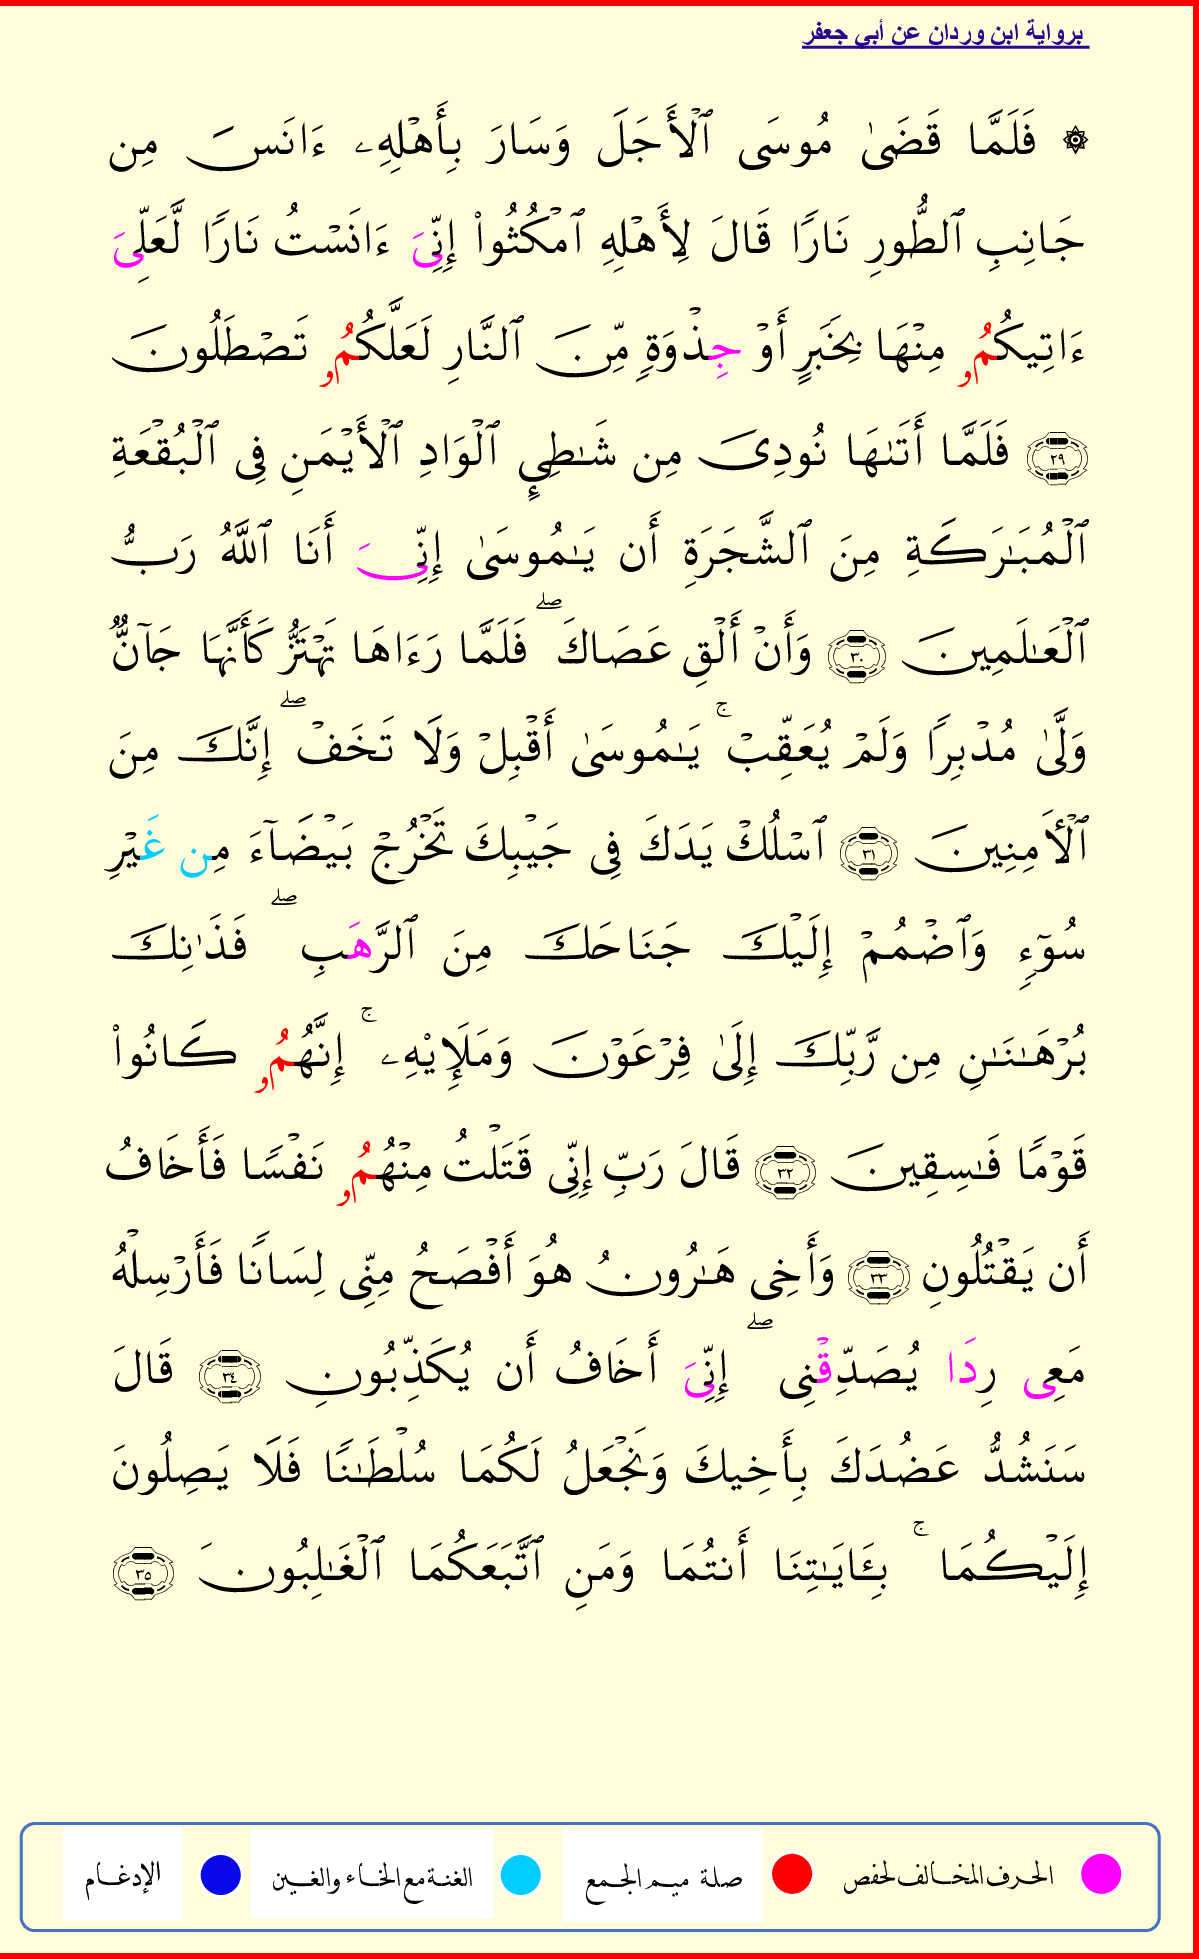 برواية ابن وردان عن أبي جعفر
۞ فَلَمَّا قَضَىٰ مُوسَى ٱلۡأَجَلَ وَسَارَ بِأَهۡلِهِۦ ءَانَسَ مِن
جَانِبِ ٱلطُّورِ نَارًا قَالَ لِأَهۡلِهِ ٱمۡكُثُواْ إِنِّيَ ءَانَسۡتُ نَارًا لَّعَلِّيَ
ءَاتِيكُمُۥ مِنۡهَا بِخَبَرٍ أَوۡ جِذۡوَةٍ مِّنَ ٱلنَّارِ لَعَلَّكُمُۥ تَصۡطَلُونَ
٢٩ فَلَمَّا أَتَىٰهَا نُودِيَ مِن شَٰطِيِٕ ٱلۡوَادِ ٱلۡأَيۡمَنِ فِي ٱلۡبُقۡعَةِ
ٱلۡمُبَٰرَكَةِ مِنَ ٱلشَّجَرَةِ أَن يَٰمُوسَىٰ إِنِّيَ أَنَا ٱللَّهُ رَبُّ
ٱلۡعَٰلَمِينَ ٣٠ وَأَنۡ أَلۡقِ عَصَاكَۖ فَلَمَّا رَءَاهَا تَهۡتَزُّ كَأَنَّهَا جَآنٌّ
وَلَّىٰ مُدۡبِرًا وَلَمۡ يُعَقِّبۡۚ يَٰمُوسَىٰ أَقۡبِلۡ وَلَا تَخَفۡۖ إِنَّكَ مِنَ
ٱلۡأٓمِنِينَ ٣١ ٱسۡلُكۡ يَدَكَ فِي جَيۡبِكَ تَخۡرُجۡ بَيۡضَآءَ مِن غَيۡرِ
سُوٓءٍ وَٱضۡمُمۡ إِلَيۡكَ جَنَاحَكَ مِنَ ٱلرَّهَبِۖ فَذَٰنِكَ
بُرۡهَٰنَٰنِ مِن رَّبِّكَ إِلَىٰ فِرۡعَوۡنَ وَمَلَإِيْهِۦۚ إِنَّهُمُۥ كَانُواْ
قَوۡمًا فَٰسِقِينَ ٣٢ قَالَ رَبِّ إِنِّي قَتَلۡتُ مِنۡهُمُۥ نَفۡسًا فَأَخَافُ
أَن يَقۡتُلُونِ ٣٣ وَأَخِي هَٰرُونُ هُوَ أَفۡصَحُ مِنِّي لِسَانًا فَأَرۡسِلۡهُ
مَعِي رِدَا يُصَدِّقۡنِيۖ إِنِّيَ أَخَافُ أَن يُكَذِّبُونِ ٣٤ قَالَ
سَنَشُدُّ عَضُدَكَ بِأَخِيكَ وَنَجۡعَلُ لَكُمَا سُلۡطَٰنًا فَلَا يَصِلُونَ
إِلَيۡكُمَاۚ بِـَٔايَٰتِنَا أَنتُمَا وَمَنِ ٱتَّبَعَكُمَا ٱلۡغَٰلِبُونَ ٣٥
الحرف المخالف لحفص صلة ميم الجمع الغنة مع الخاء والغين الإدغام